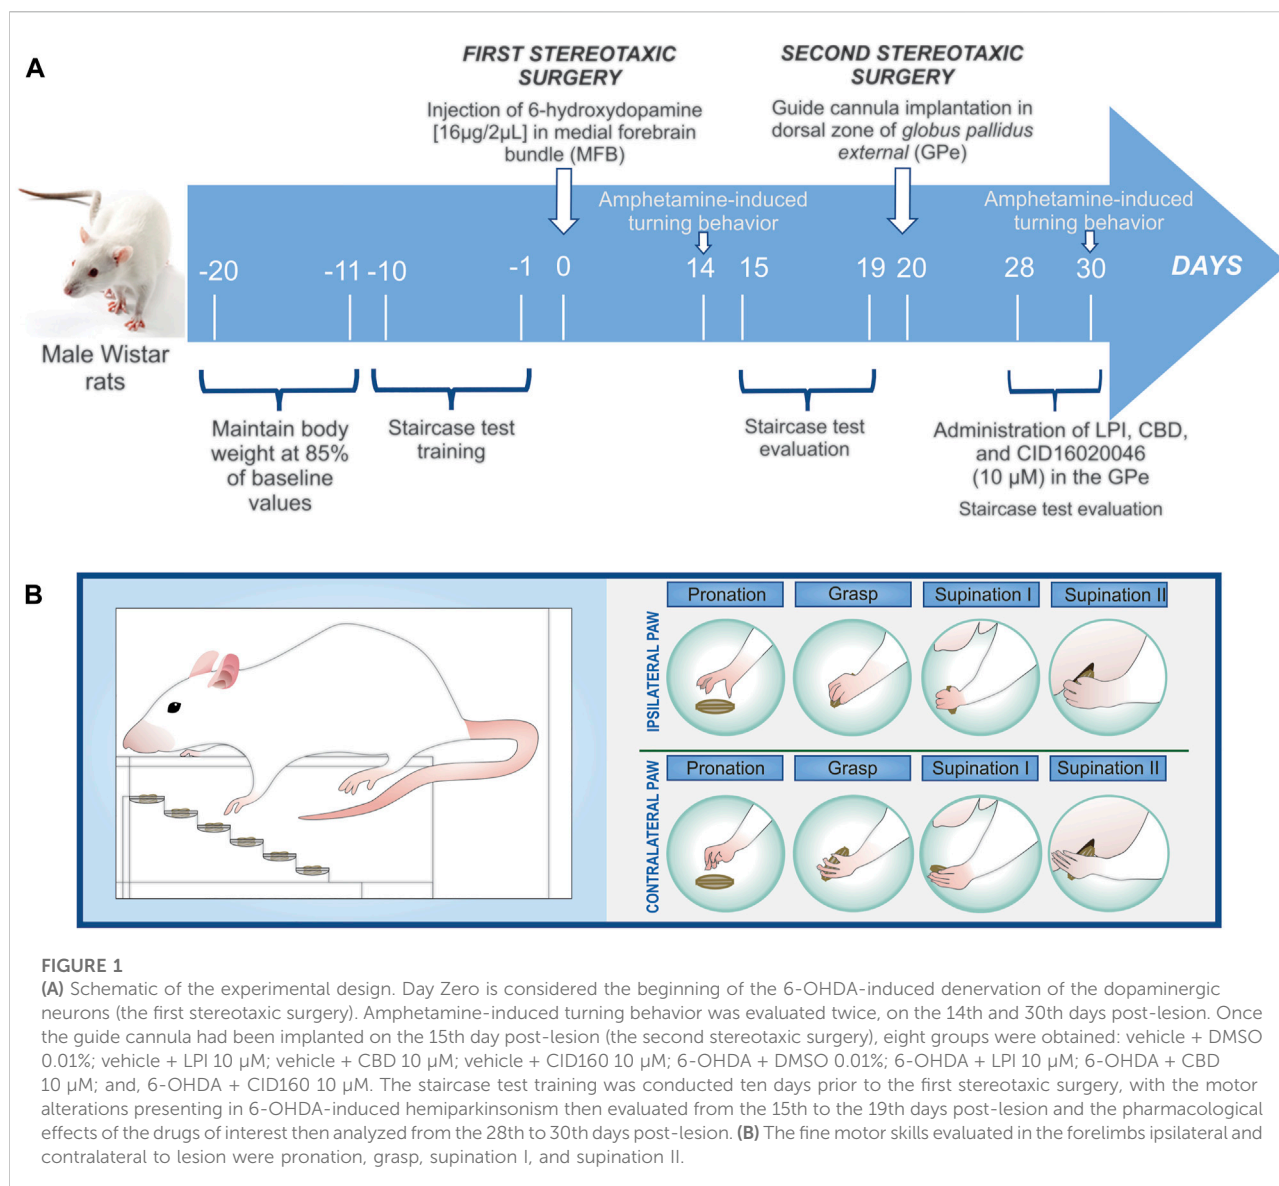 A
FIRST STEREOTAXIC
SURGERY
Injection of 6-hydroxydopamine
[16µg/2µL] in medial forebrain
bundle (MFB)
SECOND STEREOTAXIC
SURGERY
Guide cannula implantation in
dorsal zone of globus pallidus
external (GPe)
Amphetamine-induced
turning behavior
Amphetamine-induced
turning behavior
-20 -11 -10 -1 0 14 15 19 20 28 30 DAYS
Male Wistar
rats
Maintain body
weight at 85%
of baseline
values
Staircase test
training
Staircase test
evaluation
Administration of LPI, CBD,
and CID16020046
(10 µM) in the GPe
Staircase test evaluation
B
IPSILATERAL PAW
Pronation Grasp Supination I Supination II
CONTRALATERAL PAW
Pronation Grasp Supination I Supination II
FIGURE 1
(A) Schematic of the experimental design. Day Zero is considered the beginning of the 6-OHDA-induced denervation of the dopaminergic
neurons (the first stereotaxic surgery). Amphetamine-induced turning behavior was evaluated twice, on the 14th and 30th days post-lesion. Once
the guide cannula had been implanted on the 15th day post-lesion (the second stereotaxic surgery), eight groups were obtained: vehicle + DMSO
0.01%; vehicle + LPI 10 µM; vehicle + CBD 10 µM; vehicle + CID160 10 µM; 6-OHDA + DMSO 0.01%; 6-OHDA + LPI 10 µM; 6-OHDA + CBD
10 µM; and, 6-OHDA + CID160 10 µM. The staircase test training was conducted ten days prior to the first stereotaxic surgery, with the motor
alterations presenting in 6-OHDA-induced hemiparkinsonism then evaluated from the 15th to the 19th days post-lesion and the pharmacological
effects of the drugs of interest then analyzed from the 28th to 30th days post-lesion. (B) The fine motor skills evaluated in the forelimbs ipsilateral and
contralateral to lesion were pronation, grasp, supination I, and supination II.